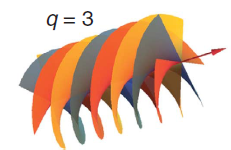 q = 3